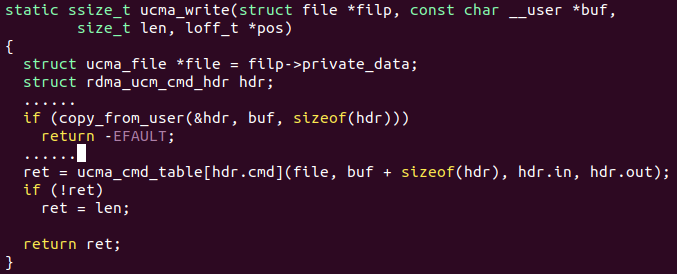 static ssize_t ucma_write(struct file *filp, const char __user *buf,
        size_t len, loff_t *pos)
{
  struct ucma_file *file = filp->private_data;
  struct rdma_ucm_cmd_hdr hdr;
  ......
  if (copy_from_user(&hdr, buf, sizeof(hdr)))
    return -EFAULT;
  ......
  ret = ucma_cmd_table[hdr.cmd](file, buf + sizeof(hdr), hdr.in, hdr.out);
  if (!ret)
    ret = len;

  return ret;
}